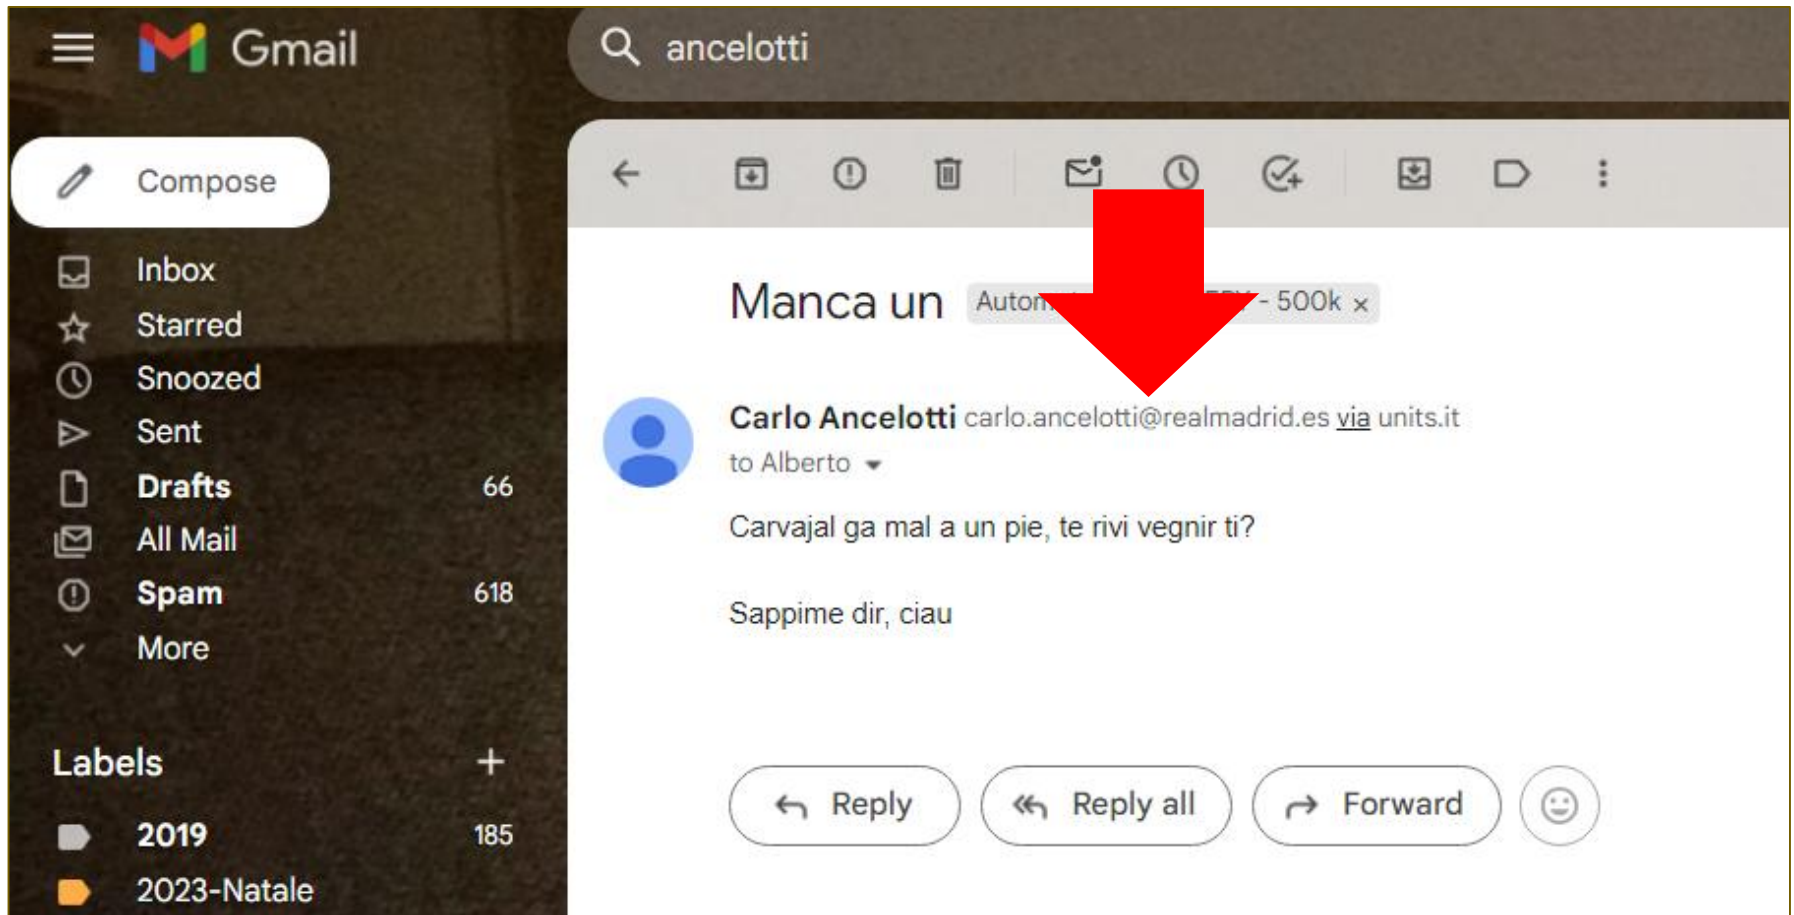 Gmail
ancelotti
Compose
Inbox
Starred
Snoozed
Sent
Drafts 66
All Mail
Spam 618
More
Labels +
2019 185
2023-Natale
Manca un
- 500k ×
Carlo Ancelotti carlo.ancelotti@realmadrid.es via units.it
to Alberto
Carvajal ga mal a un pie, te rivi vegnir ti?
Sappime dir, ciau
Reply Reply all Forward